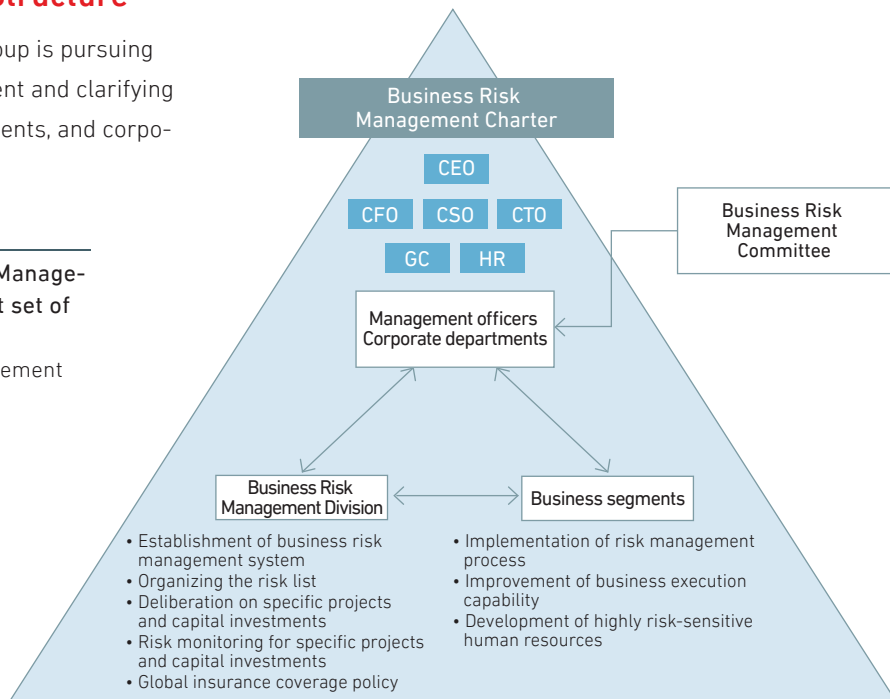 oup is pursuing
ent and clarifying
ents, and corpo-
Manage-
t set of
ement
Business Risk
Management Charter
CEO
CFO CSO CTO
GC HR
Business Risk
Management
Committee
Management officers
Corporate departments
Business Risk
Management Division
• Establishment of business risk
management system
• Organizing the risk list
• Deliberation on specific projects
and capital investments
• Risk monitoring for specific projects
and capital investments
• Global insurance coverage policy
Business segments
• Implementation of risk management
process
• Improvement of business execution
capability
• Development of highly risk-sensitive
human resources